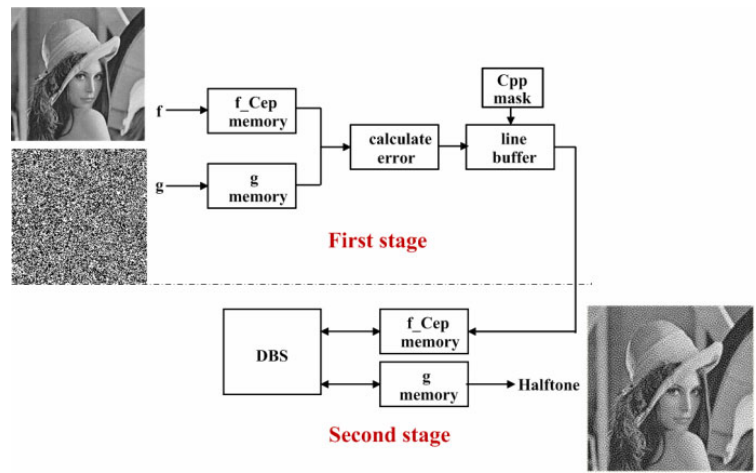 f
f_Cep
memory
g
g
memory
calculate
error
Cpp
mask
line
buffer
First stage
DBS
f_Cep
memory
g
memory
Halftone
Second stage